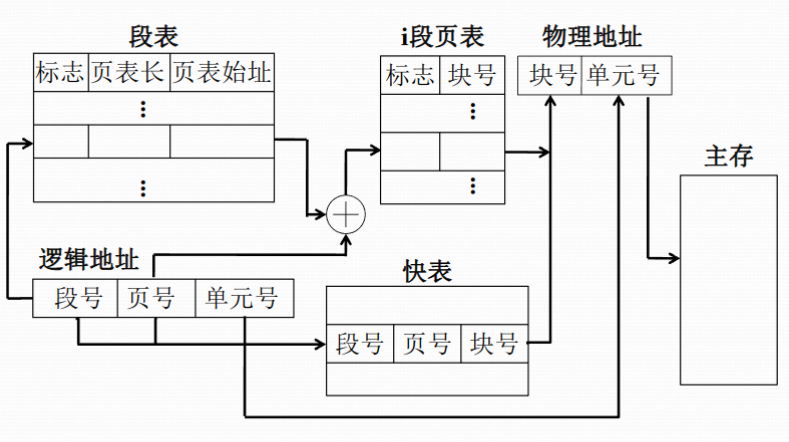 段表
i段页表
物理地址
标志 页表长 页表始址
标志 块号
块号 单元号
主存
逻辑地址
快表
段号 页号 单元号
段号 页号 块号